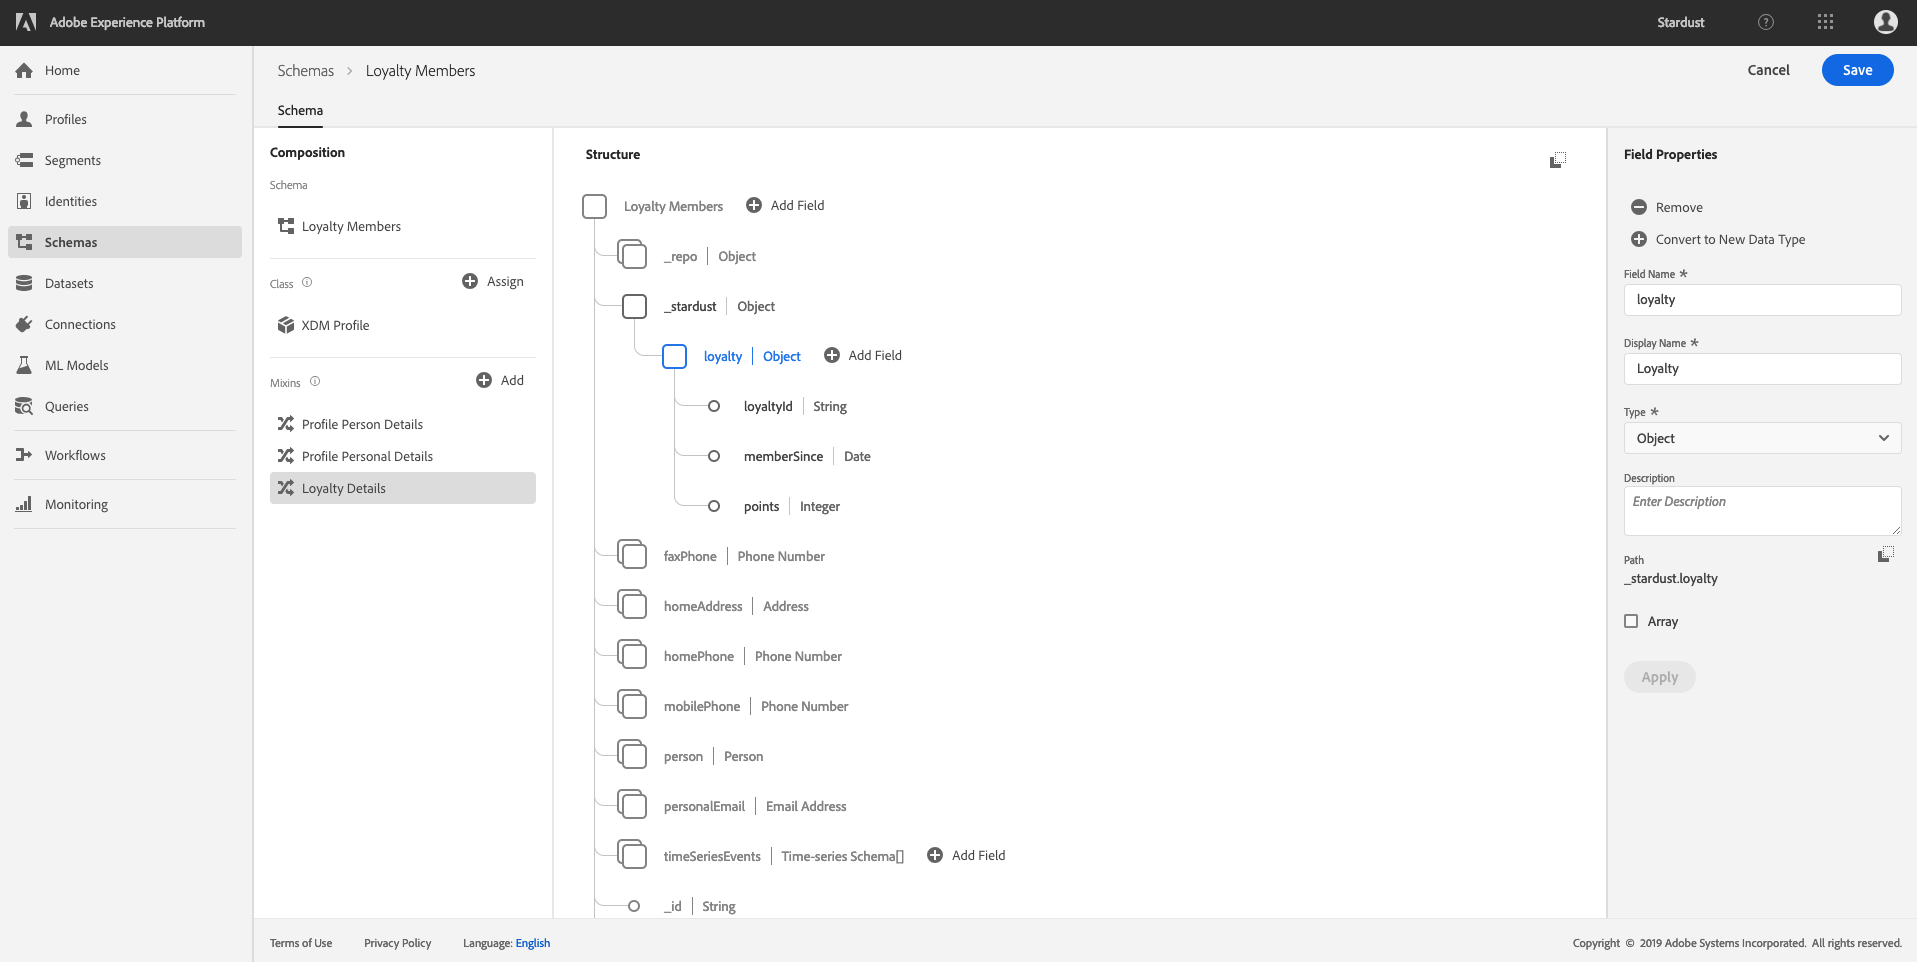 Adobe Experience Platform
Stardust
Home
Profiles
Segments
Identities
Schemas
Datasets
Connections
ML Models
Queries
Workflows
Monitoring
Schemas > Loyalty Members
Cancel
Save
Schema
Composition
Schema
Loyalty Members
Class
Assign
XDM Profile
Mixins
Add
Profile Person Details
Profile Personal Details
Loyalty Details
Structure
Loyalty Members Add Field
_repo | Object
_stardust | Object
loyalty | Object Add Field
loyaltyId | String
memberSince | Date
points | Integer
faxPhone | Phone Number
homeAddress | Address
homePhone | Phone Number
mobilePhone | Phone Number
person | Person
personalEmail | Email Address
timeSeriesEvents | Time-series Schema[] Add Field
_id | String
Field Properties
Remove
Convert to New Data Type
Field Name *
loyalty
Display Name *
Loyalty
Type *
Object
Description
Enter Description
Path
_stardust.loyalty
Array
Apply
Terms of Use Privacy Policy Language: English
Copyright © 2019 Adobe Systems Incorporated. All rights reserved.